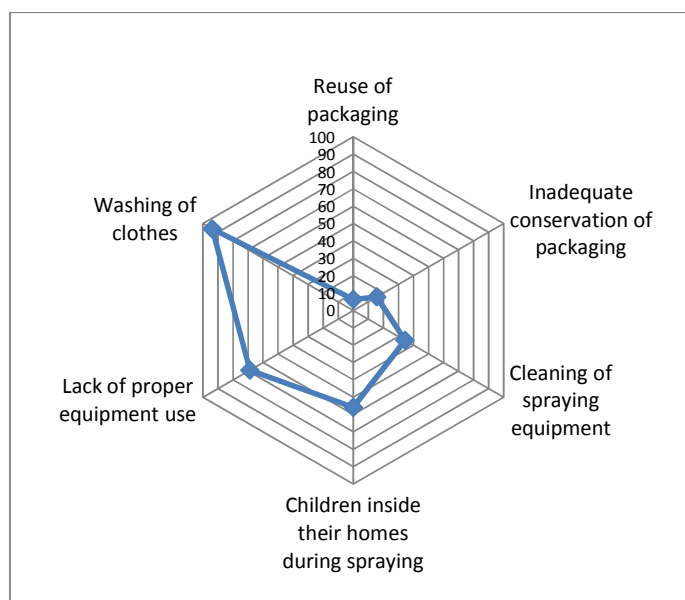 Reuse of
packaging
100
90
80
70
60
50
40
30
20
10
0
Inadequate
conservation of
packaging
Cleaning of
spraying
equipment
Children inside
their homes
during spraying
Lack of proper
equipment use
Washing of
clothes